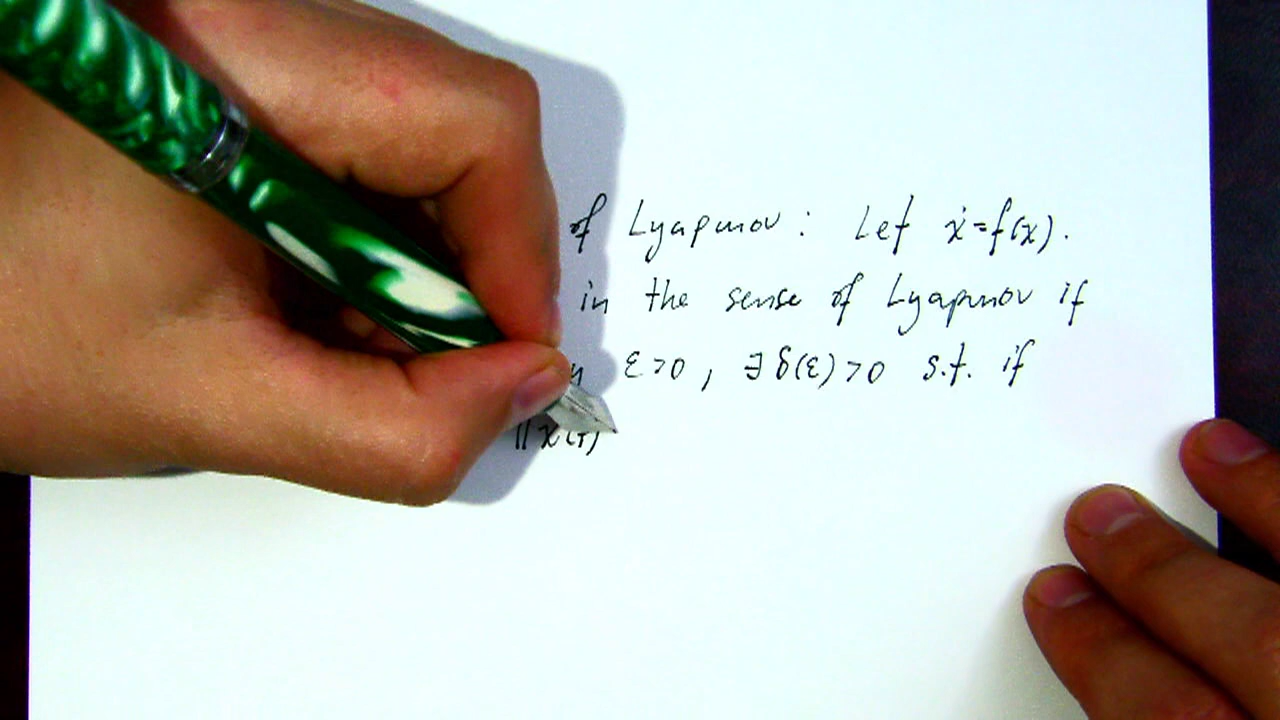 of Lyapunov : Let ẋ=f(x).
in the sense of Lyapunov if
ε>0 , ∃ δ(ε)>0 s.t. if
||x(t)